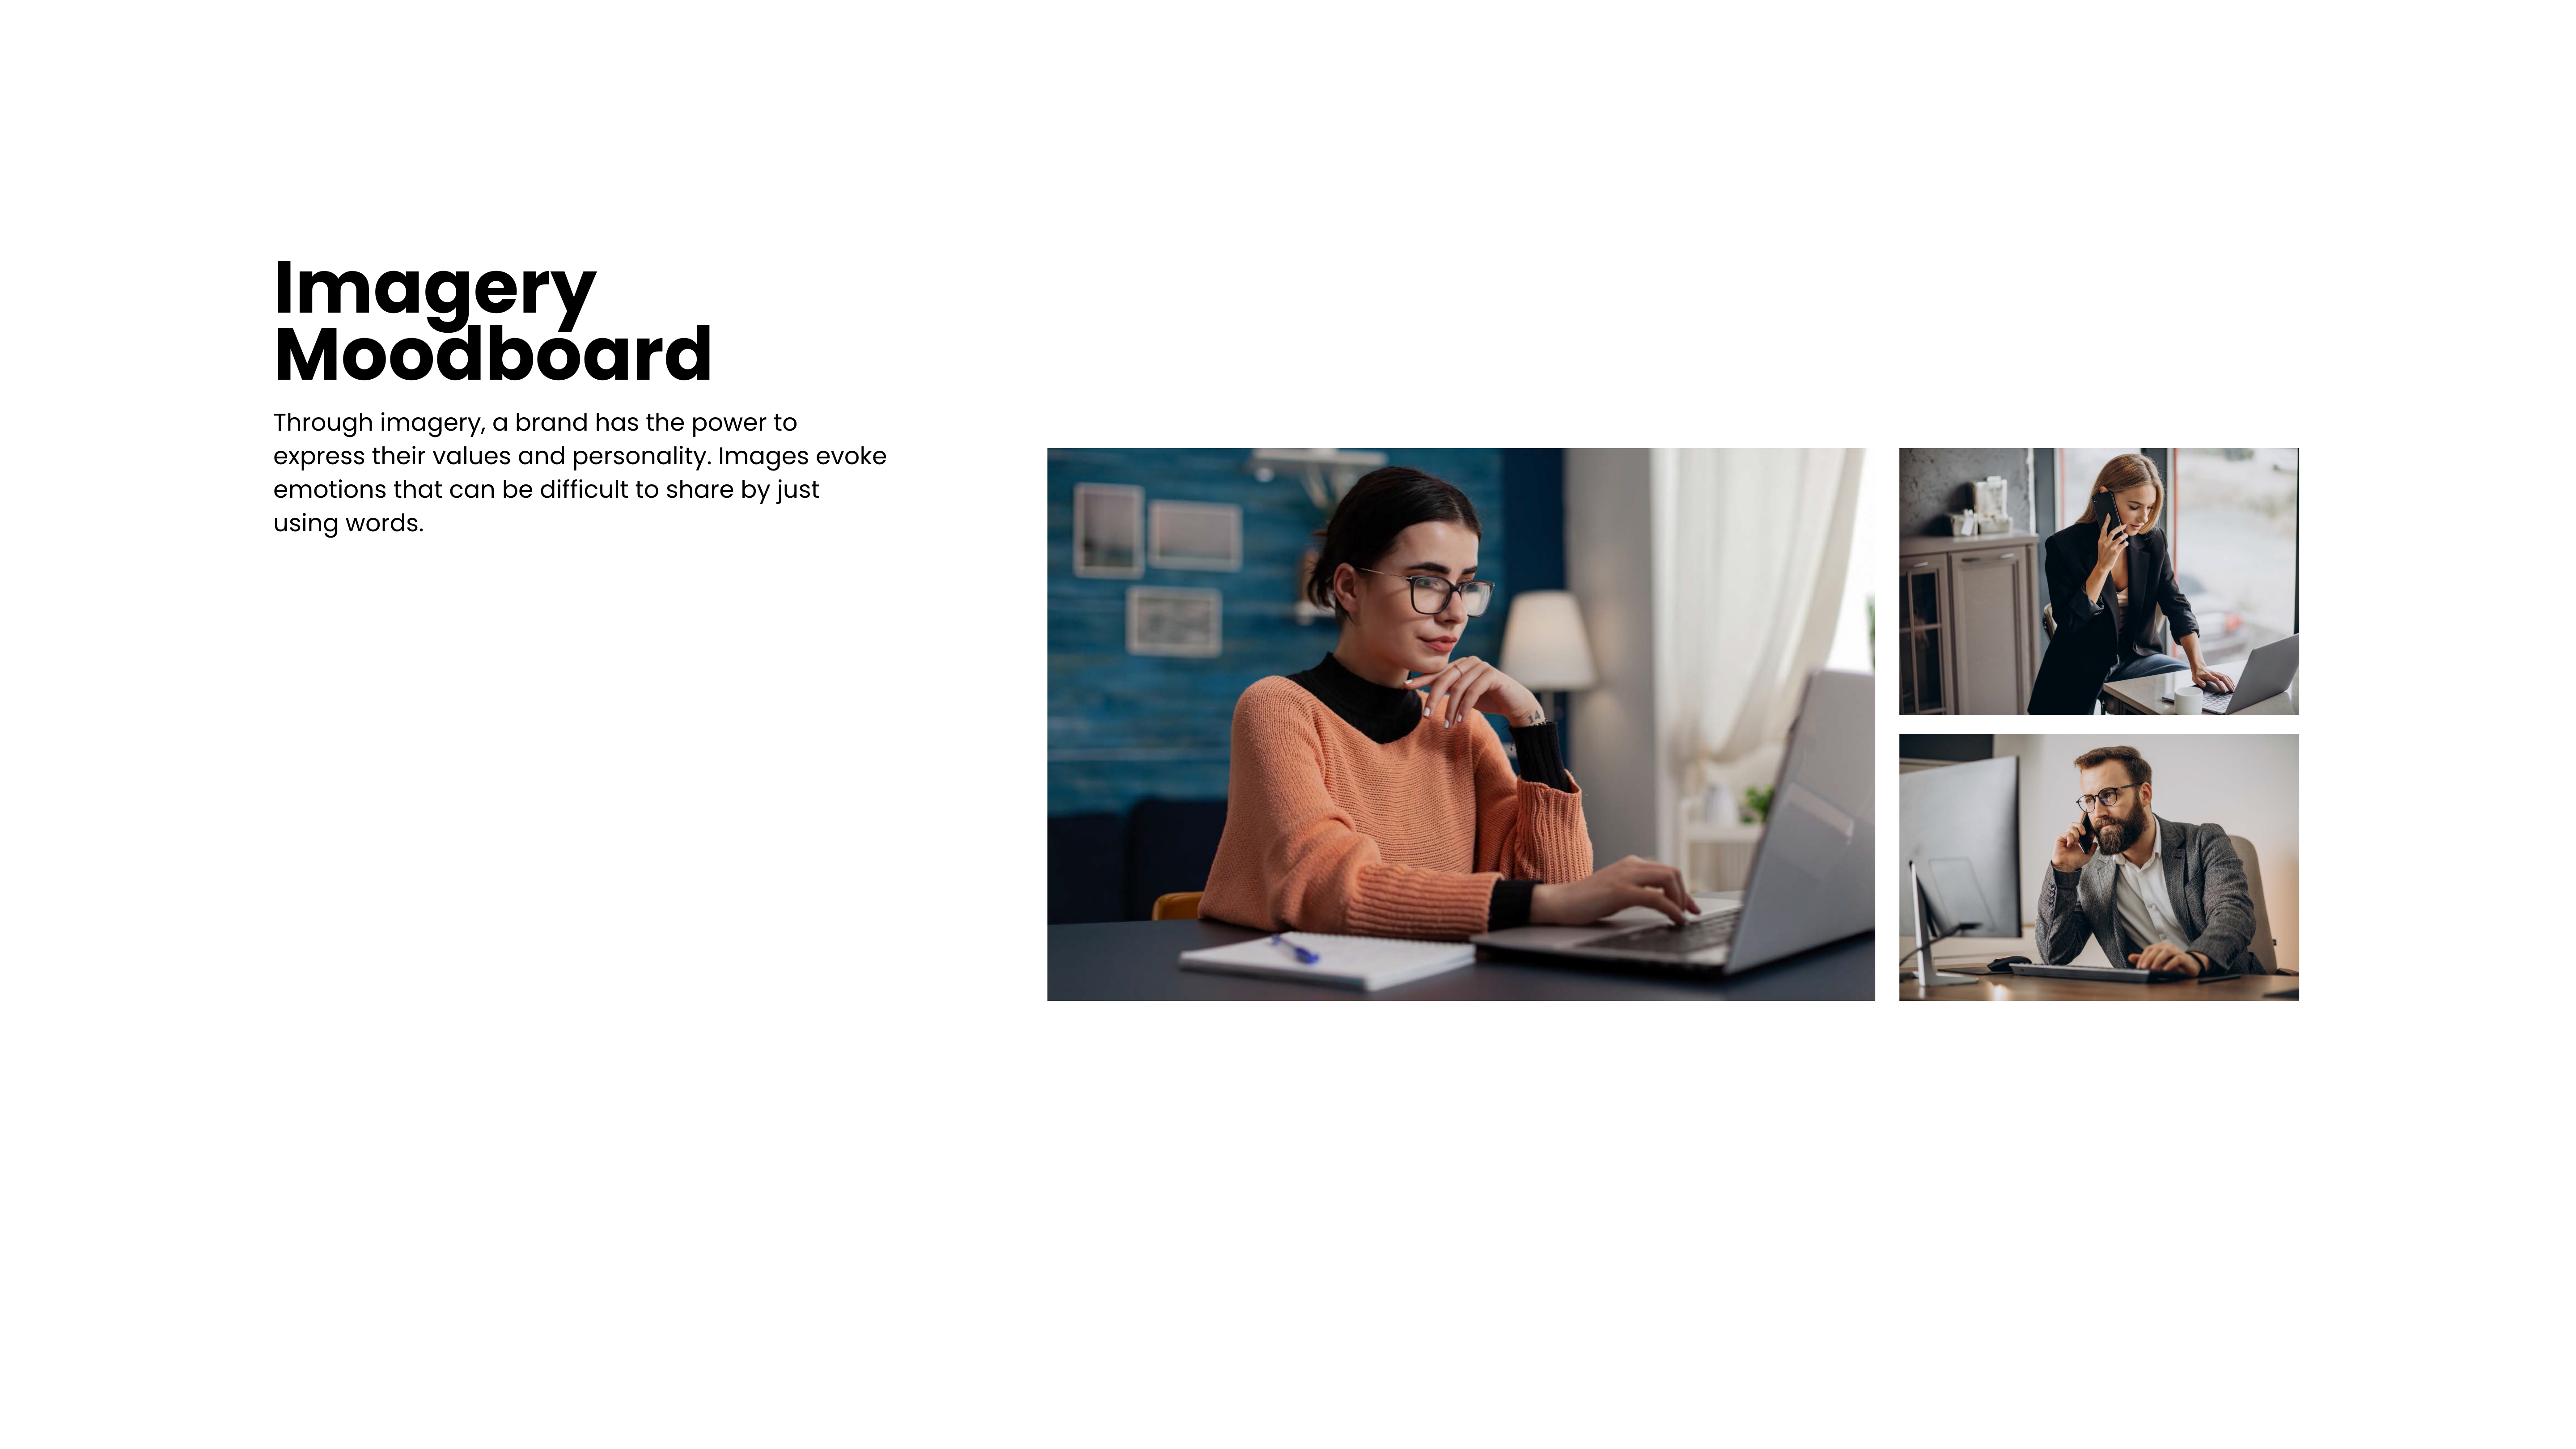 Imagery
Moodboard
Through imagery, a brand has the power to
express their values and personality. Images evoke
emotions that can be difficult to share by just
using words.
14